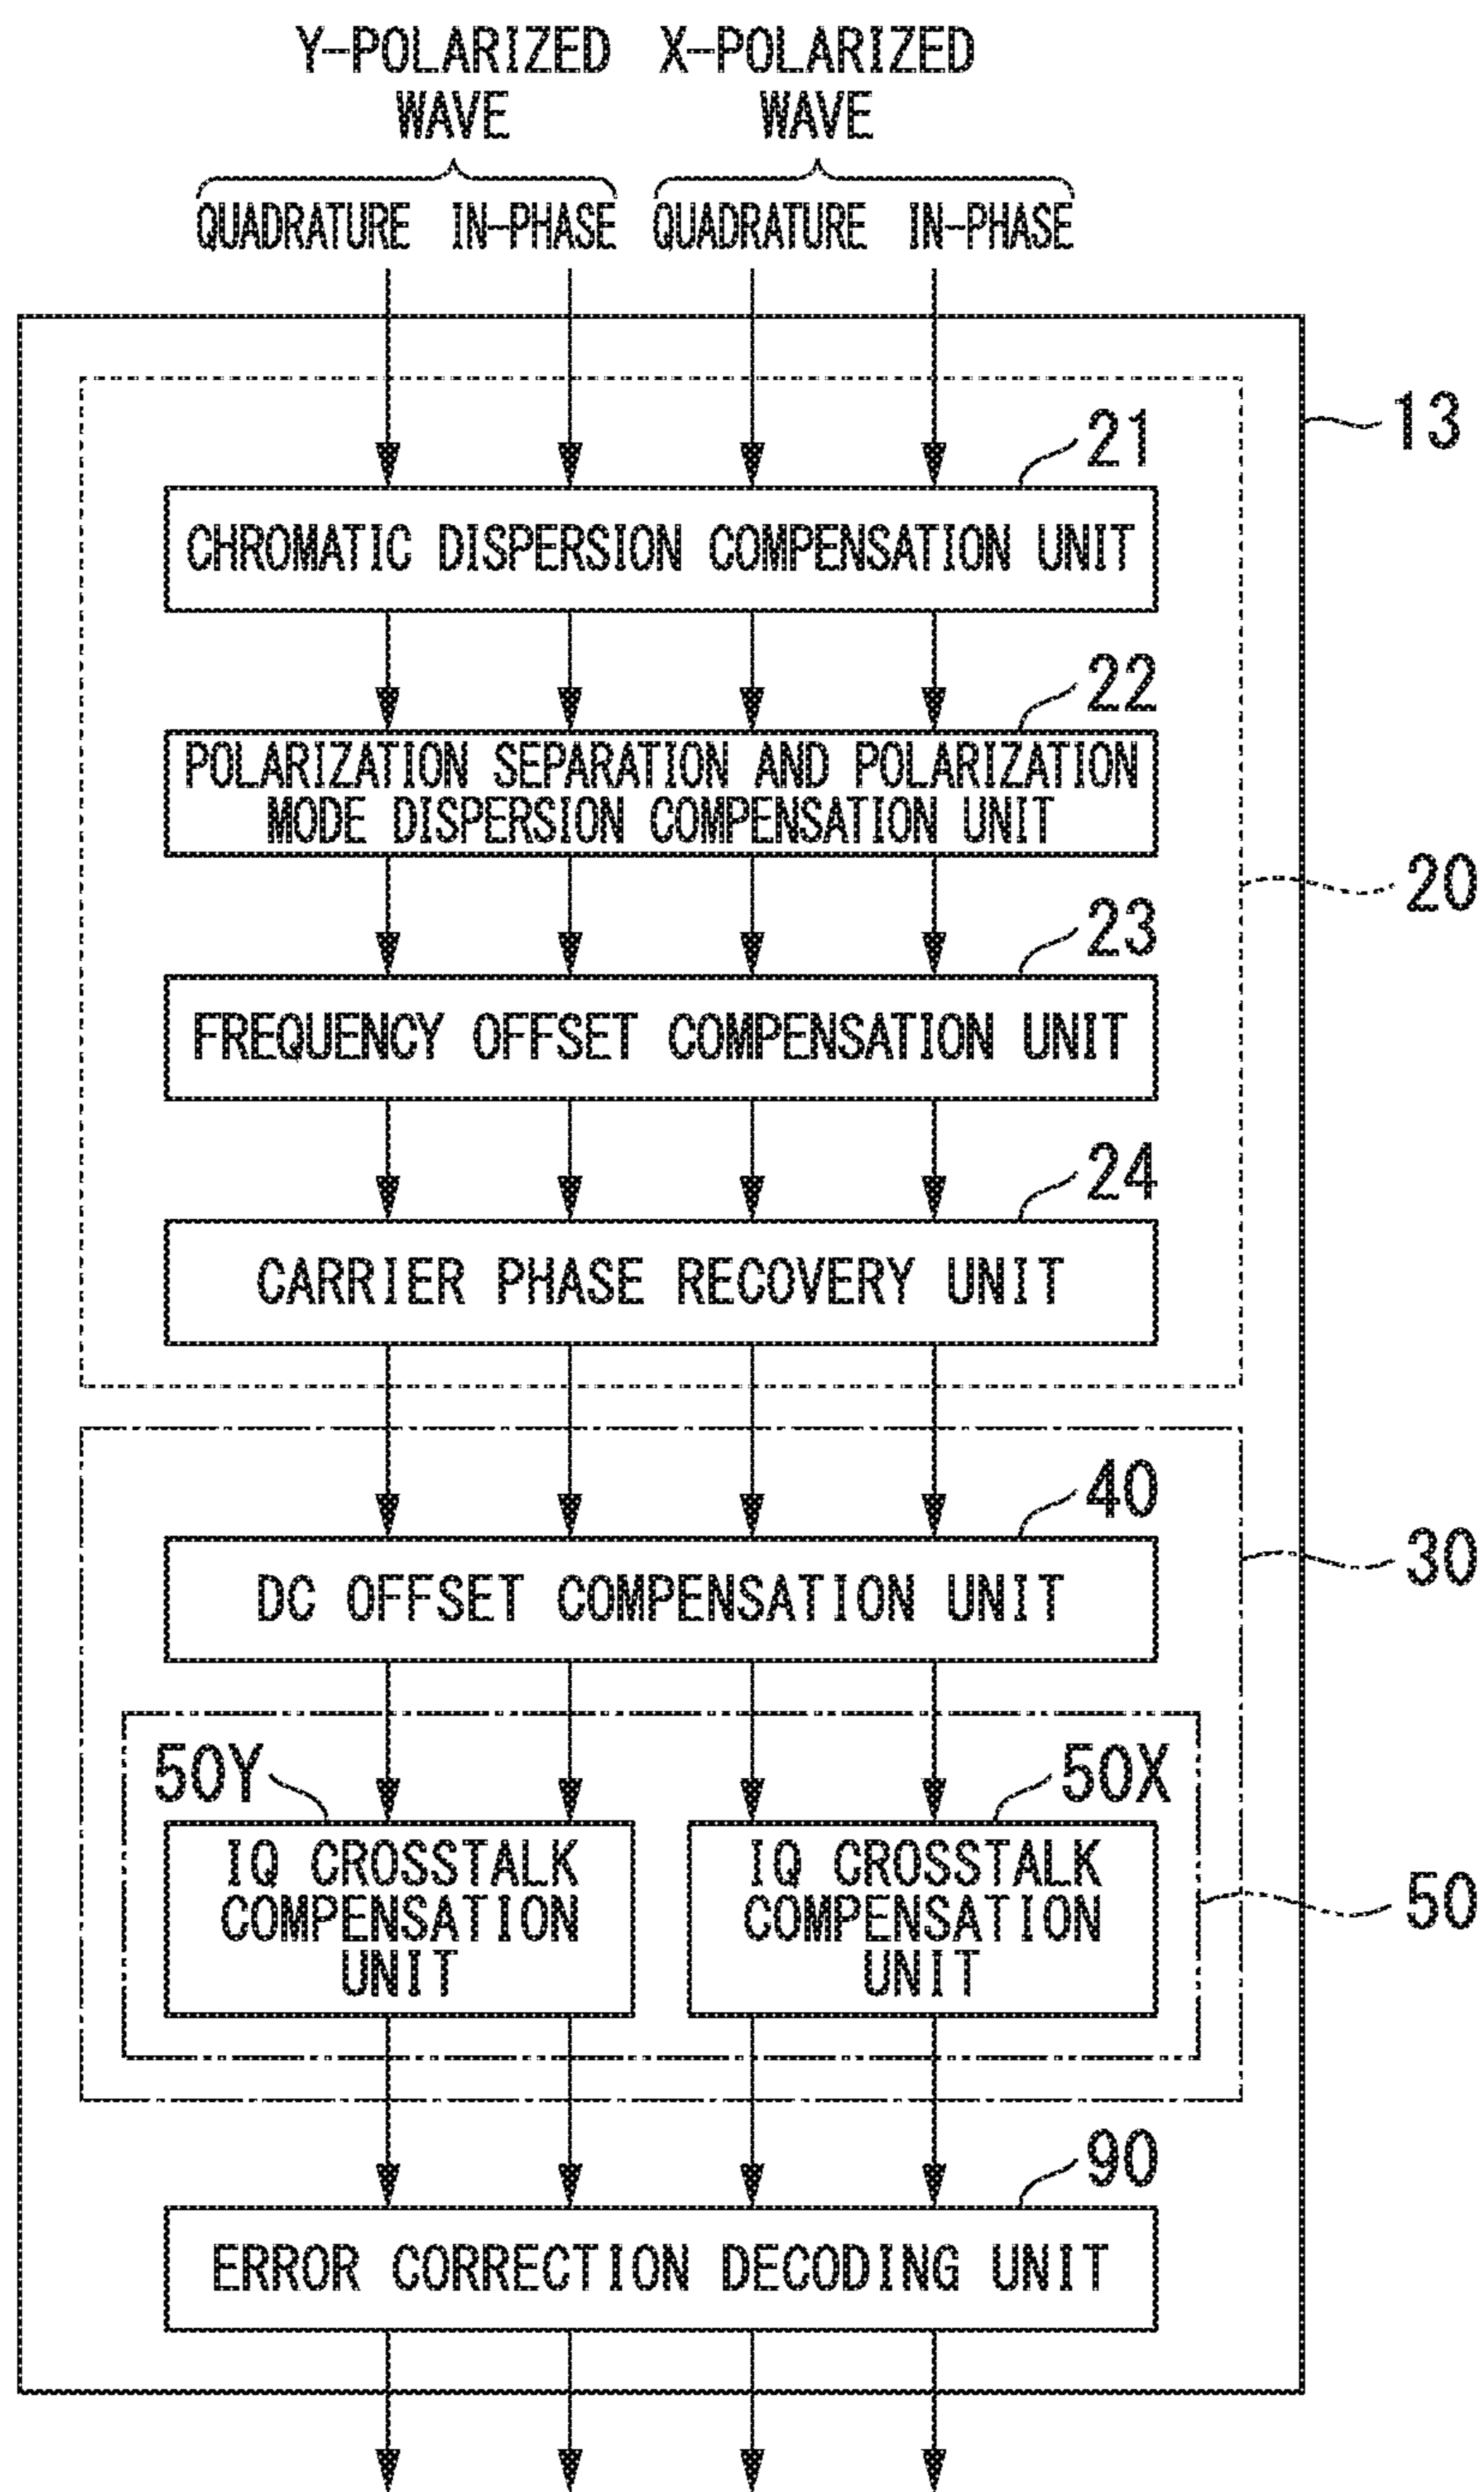 Y-POLARIZED WAVE
X-POLARIZED WAVE
QUADRATURE IN-PHASE QUADRATURE IN-PHASE
13
21
CHROMATIC DISPERSION COMPENSATION UNIT
22
POLARIZATION SEPARATION AND POLARIZATION
MODE DISPERSION COMPENSATION UNIT
20
23
FREQUENCY OFFSET COMPENSATION UNIT
24
CARRIER PHASE RECOVERY UNIT
40
30
DC OFFSET COMPENSATION UNIT
50Y
50X
IQ CROSSTALK
COMPENSATION
UNIT
IQ CROSSTALK
COMPENSATION
UNIT
50
90
ERROR CORRECTION DECODING UNIT